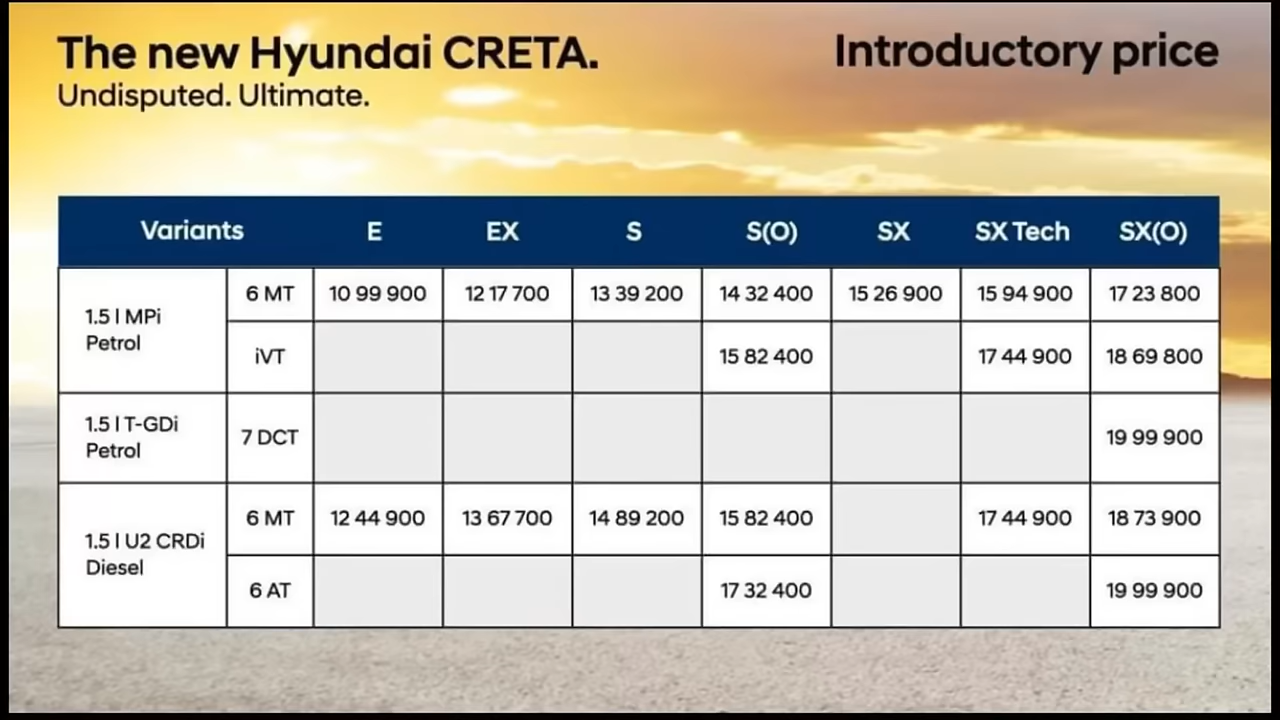 The new Hyundai CRETA.
Undisputed. Ultimate.
Introductory price
Variants E EX S S(O) SX SX Tech SX(O)
1.5 l MPi Petrol
6 MT 10 99 900 12 17 700 13 39 200 14 32 400 15 26 900 15 94 900 17 23 800
iVT 15 82 400 17 44 900 18 69 800
1.5 l T-GDi Petrol
7 DCT 19 99 900
1.5 l U2 CRDi Diesel
6 MT 12 44 900 13 67 700 14 89 200 15 82 400 17 44 900 18 73 900
6 AT 17 32 400 19 99 900